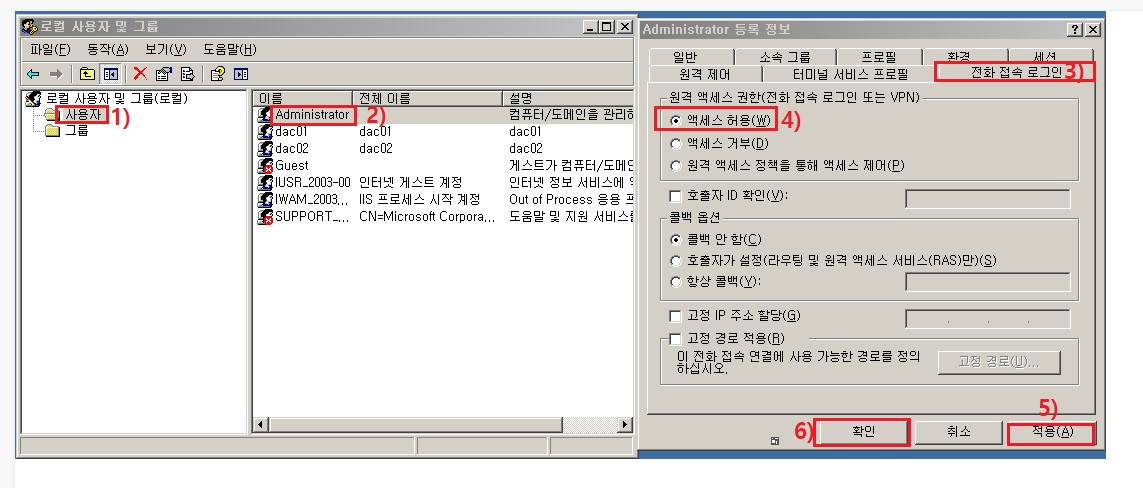 로컬 사용자 및 그룹
파일(F) 동작(A) 보기(V) 도움말(H)
로컬 사용자 및 그룹(로컬)
사용자 1)
그룹
이름 전체 이름 설명
Administrator 2) 컴퓨터/도메인을 관리하
dac01 dac01 dac01
dac02 dac02 dac02
Guest 게스트가 컴퓨터/도메인
IUSR_2003-00 인터넷 게스트 계정 인터넷 정보 서비스에
IWAM_2003,,, IIS 프로세스 시작 계정 Out of Process 응용
SUPPORT_,,, CN=Microsoft Corpora,,, 도움말 및 지원 서비스를
Administrator 등록 정보
일반 소속 그룹 프로필 환경 세션
원격 제어 터미널 서비스 프로필 전화 접속 로그인 3)
원격 액세스 권한(전화 접속 로그인 또는 VPN)
액세스 허용(W) 4)
액세스 거부(D)
원격 액세스 정책을 통해 액세스 제어(P)
호출자 ID 확인(V):
콜백 옵션
콜백 안 함(C)
호출자가 설정(라우팅 및 원격 액세스 서비스(RAS)만)(S)
항상 콜백(Y):
고정 IP 주소 할당(G)
고정 경로 적용(R)
이 전화 접속 연결에 사용 가능한 경로를 정의
하십시오.
고정 경로(U)...
5)
6) 확인 취소 적용(A)